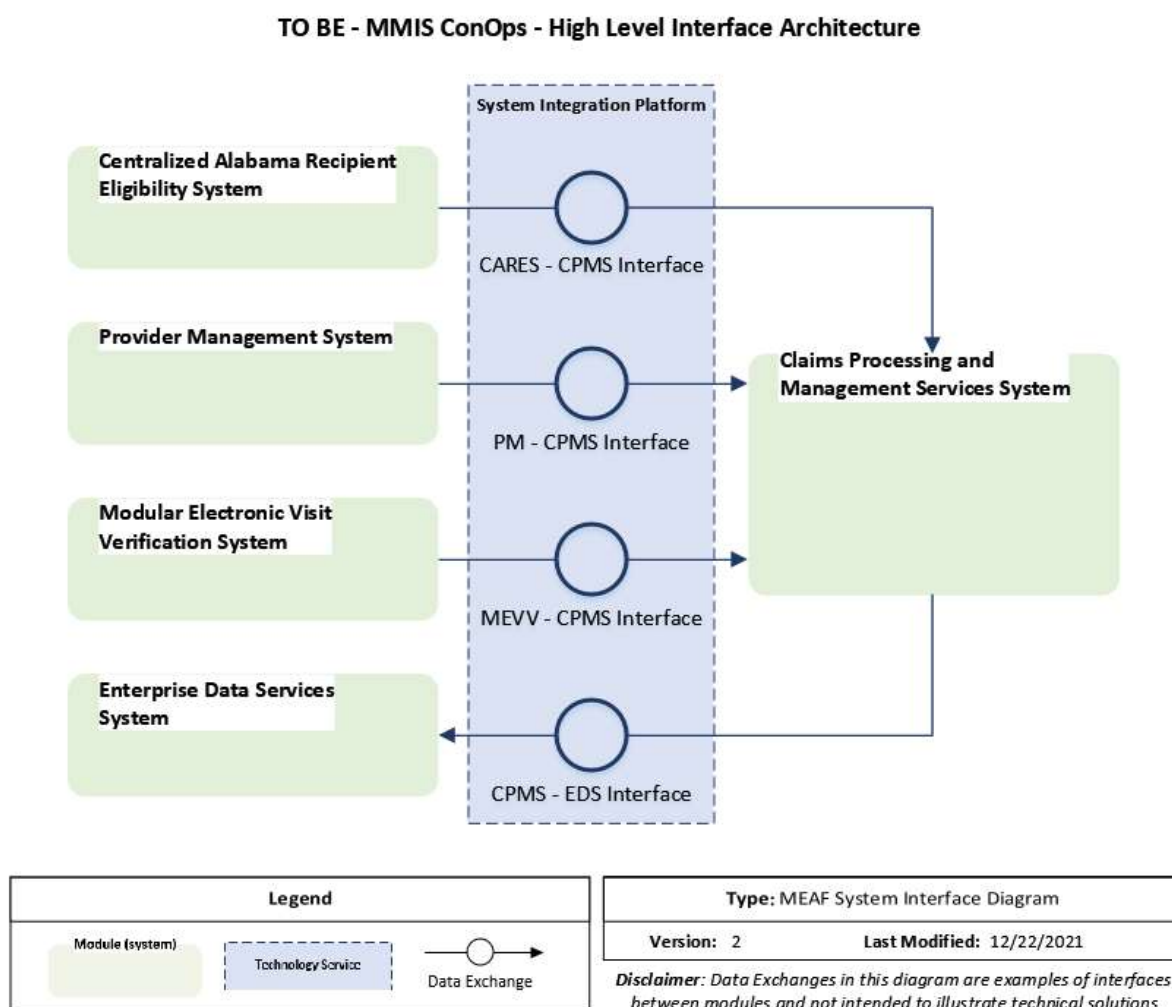 TO BE - MMIS ConOps - High Level Interface Architecture
System Integration Platform
Centralized Alabama Recipient
Eligibility System
CARES - CPMS Interface
Provider Management System
PM - CPMS Interface
Claims Processing and
Management Services System
Modular Electronic Visit
Verification System
MEVV - CPMS Interface
Enterprise Data Services
System
CPMS - EDS Interface
Legend
Module (system)
Technology Service
Data Exchange
Type: MEAF System Interface Diagram
Version: 2
Last Modified: 12/22/2021
Disclaimer: Data Exchanges in this diagram are examples of interfaces
between modules and not intended to illustrate technical solutions